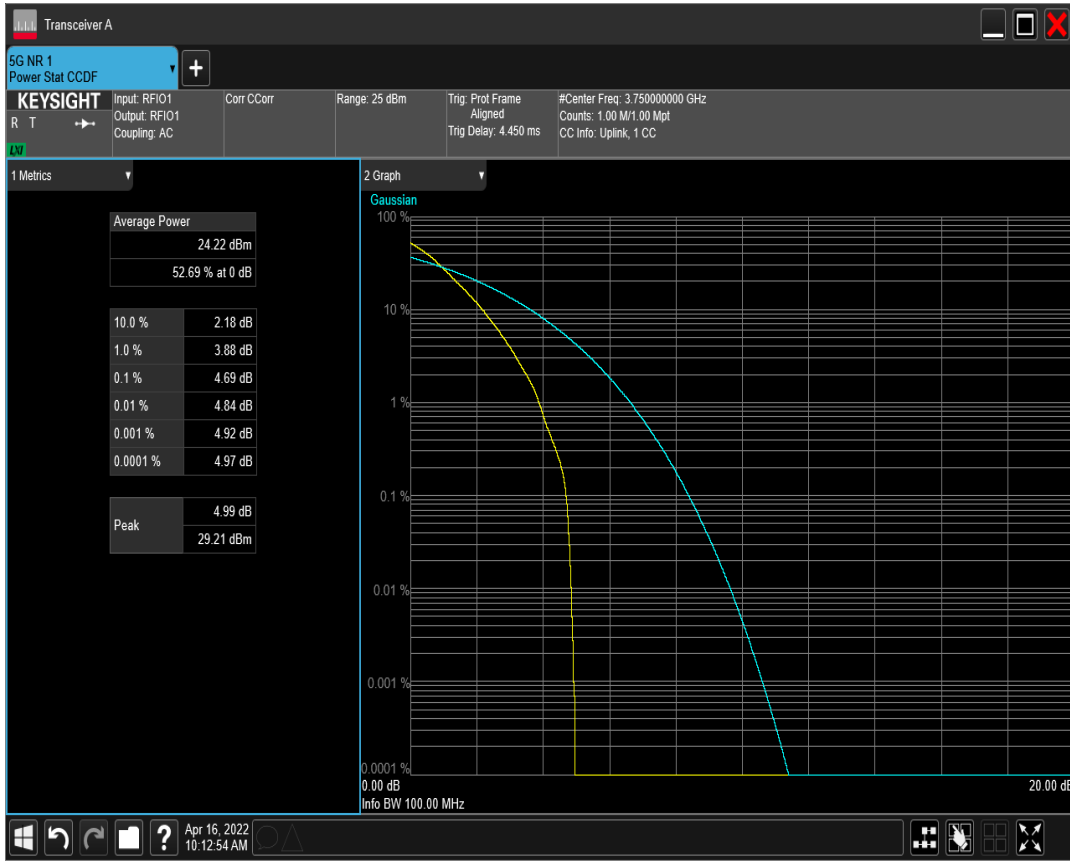 Transceiver A
5G NR 1
Power Stat CCDF
KEYSIGHT
R T
LXI
Input: RFIO1
Output: RFIO1
Coupling: AC
Corr CCorr
Range: 25 dBm
Trig: Prot Frame
Aligned
Trig Delay: 4.450 ms
#Center Freq: 3.750000000 GHz
Counts: 1.00 M/1.00 Mpt
CC Info: Uplink, 1 CC
1 Metrics
Average Power
24.22 dBm
52.69 % at 0 dB
10.0 % 2.18 dB
1.0 % 3.88 dB
0.1 % 4.69 dB
0.01 % 4.84 dB
0.001 % 4.92 dB
0.0001 % 4.97 dB
Peak 4.99 dB
29.21 dBm
2 Graph
Gaussian
100 %
10 %
1 %
0.1 %
0.01 %
0.001 %
0.0001 %
0.00 dB 20.00 dB
Info BW 100.00 MHz
?
Apr 16, 2022
10:12:54 AM